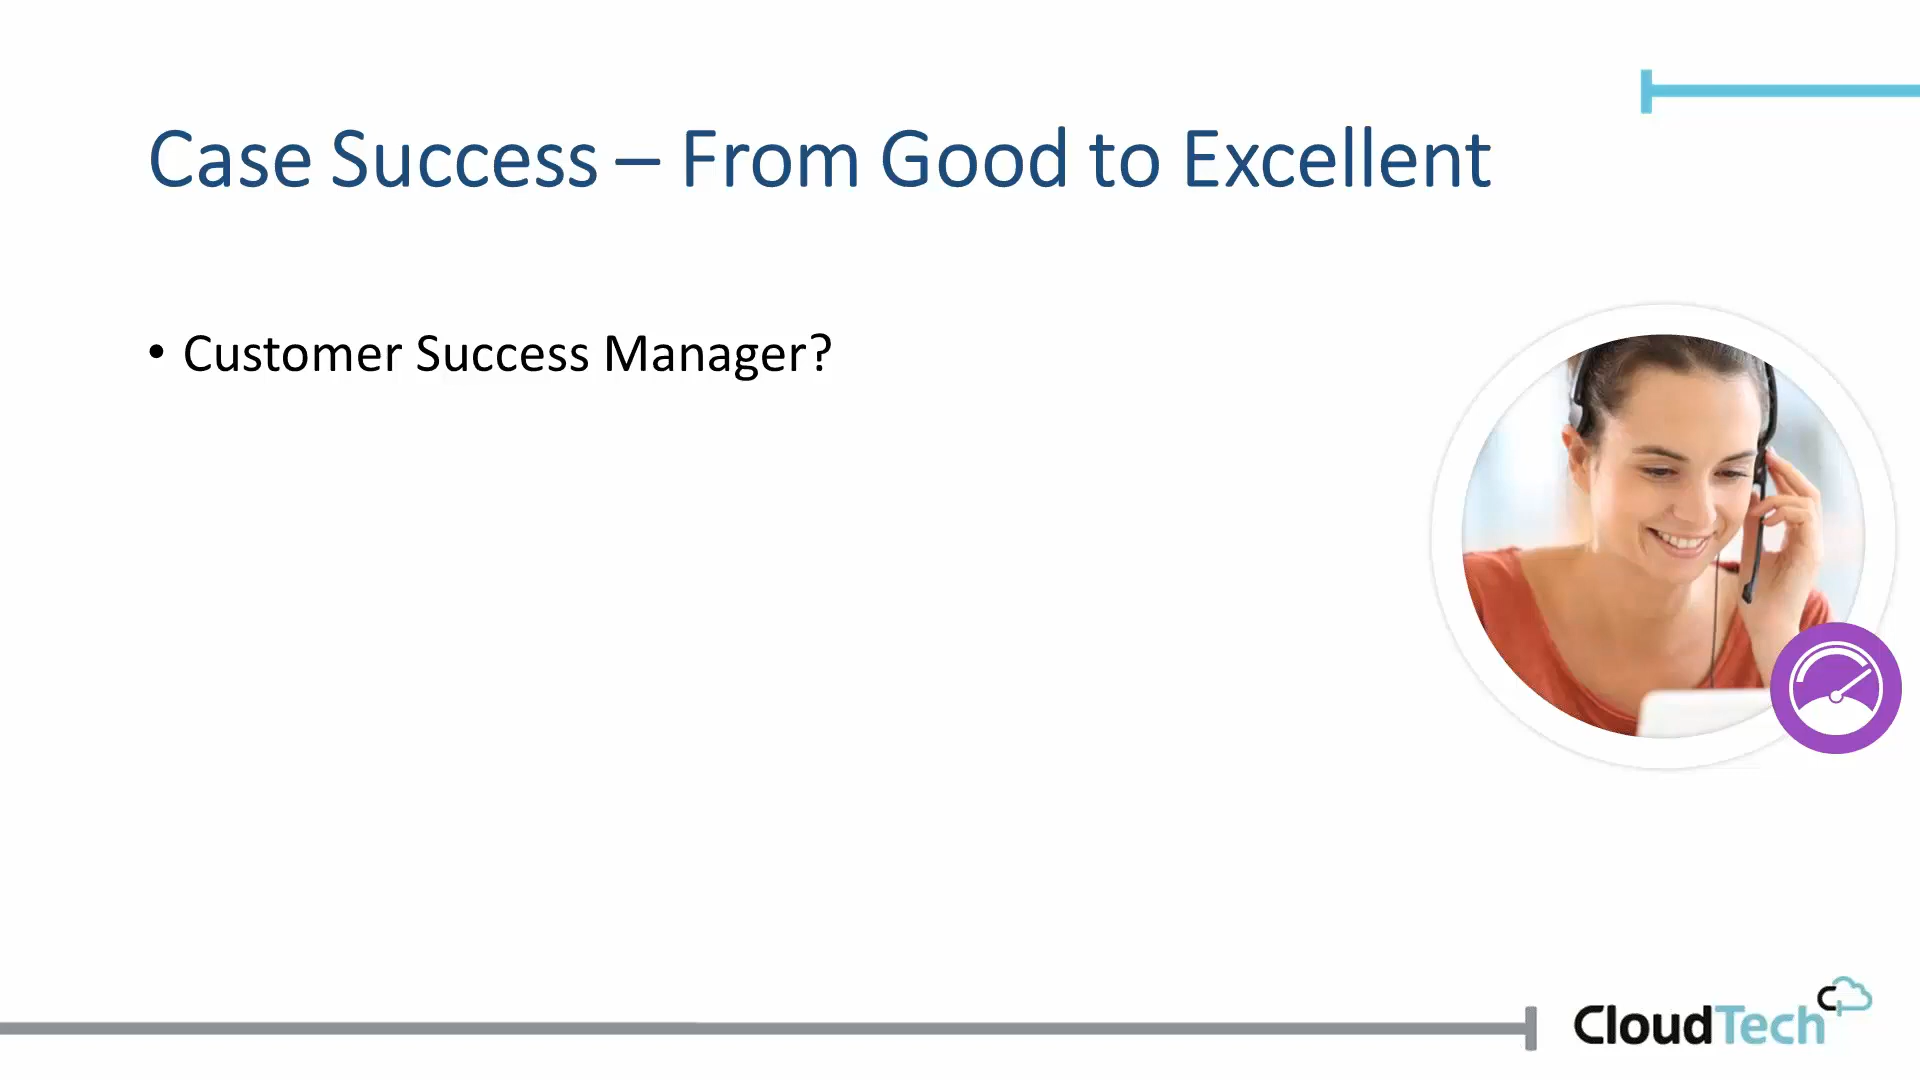 Case Success – From Good to Excellent
• Customer Success Manager?
CloudTech